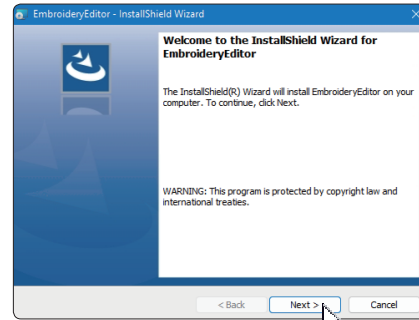 EmbroideryEditor - InstallShield Wizard
Welcome to the InstallShield Wizard for
EmbroideryEditor
The InstallShield(R) Wizard will install EmbroideryEditor on your
computer. To continue, click Next.
WARNING: This program is protected by copyright law and
international treaties.
< Back
Next >
Cancel